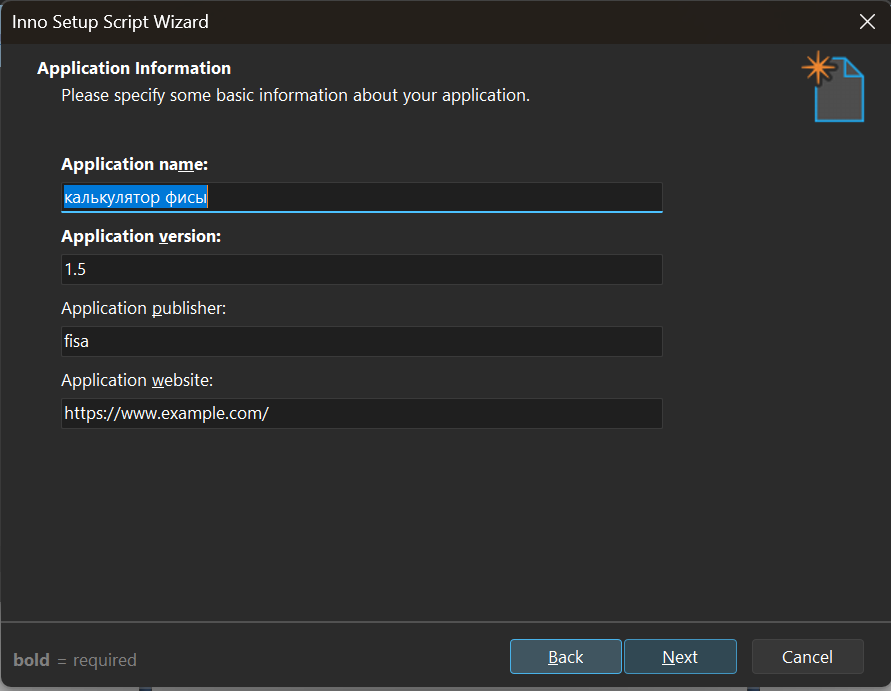 Inno Setup Script Wizard
Application Information
Please specify some basic information about your application.
Application name:
калькулятор фисы
Application version:
1.5
Application publisher:
fisa
Application website:
https://www.example.com/
bold = required
Back
Next
Cancel